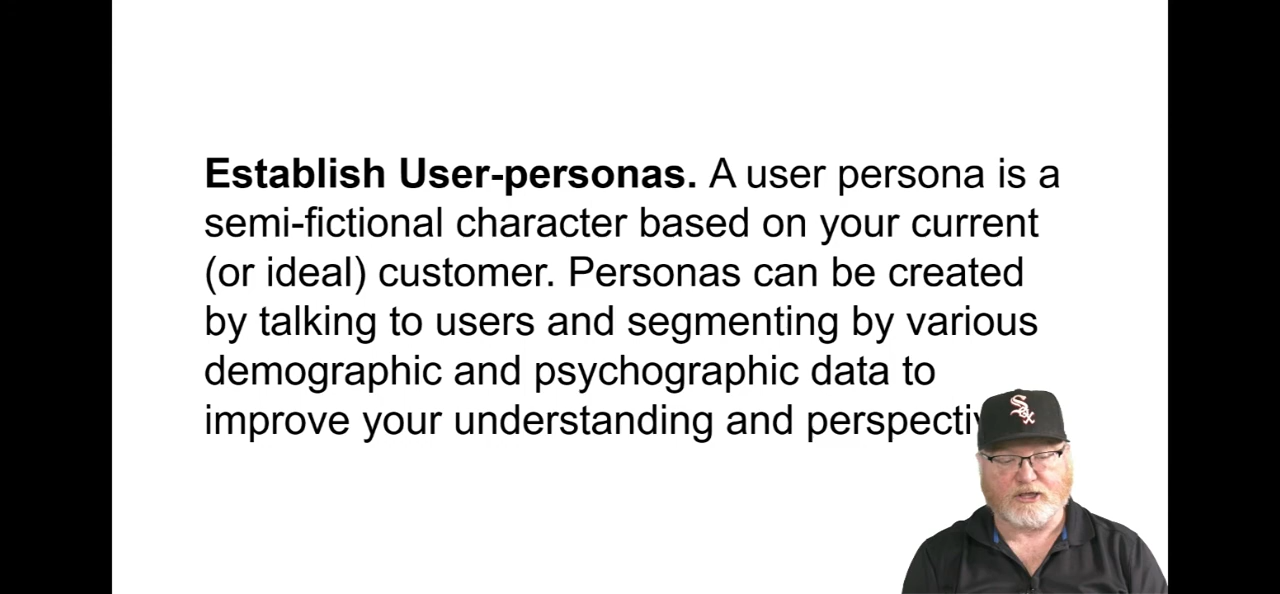 Establish User-personas. A user persona is a
semi-fictional character based on your current
(or ideal) customer. Personas can be created
by talking to users and segmenting by various
demographic and psychographic data to
improve your understanding and
Sox